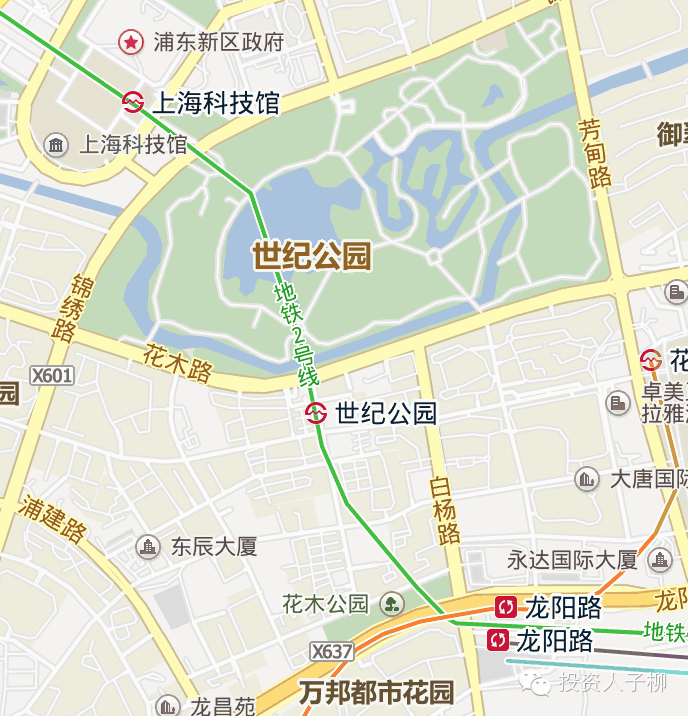 浦东新区政府
上海科技馆
上海科技馆
芳甸路
御
世纪公园
地铁2号线
锦绣路
花木路
X601
园
花
世纪公园
卓美
拉雅
大唐国际
白杨路
浦建路
东辰大厦
永达国际大厦
花木公园
龙阳路
龙阳
龙阳路
地铁
X637
万邦都市花园
龙昌苑
投资人子柳